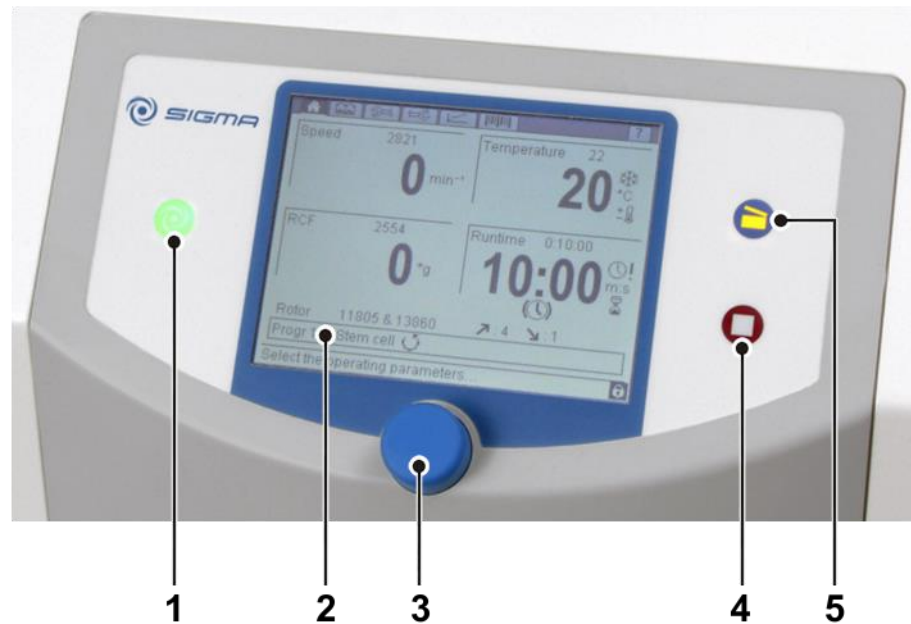 SIGMA
?
Speed 2821
0 min⁻¹
Temperature 22
20 °C
RCF 2554
0 *g
Runtime 0:10:00
10:00 m:s
Rotor 11805 & 13860
: 4 : 1
Progr Stem cell
Select the operating parameters...
1 2 3 4 5